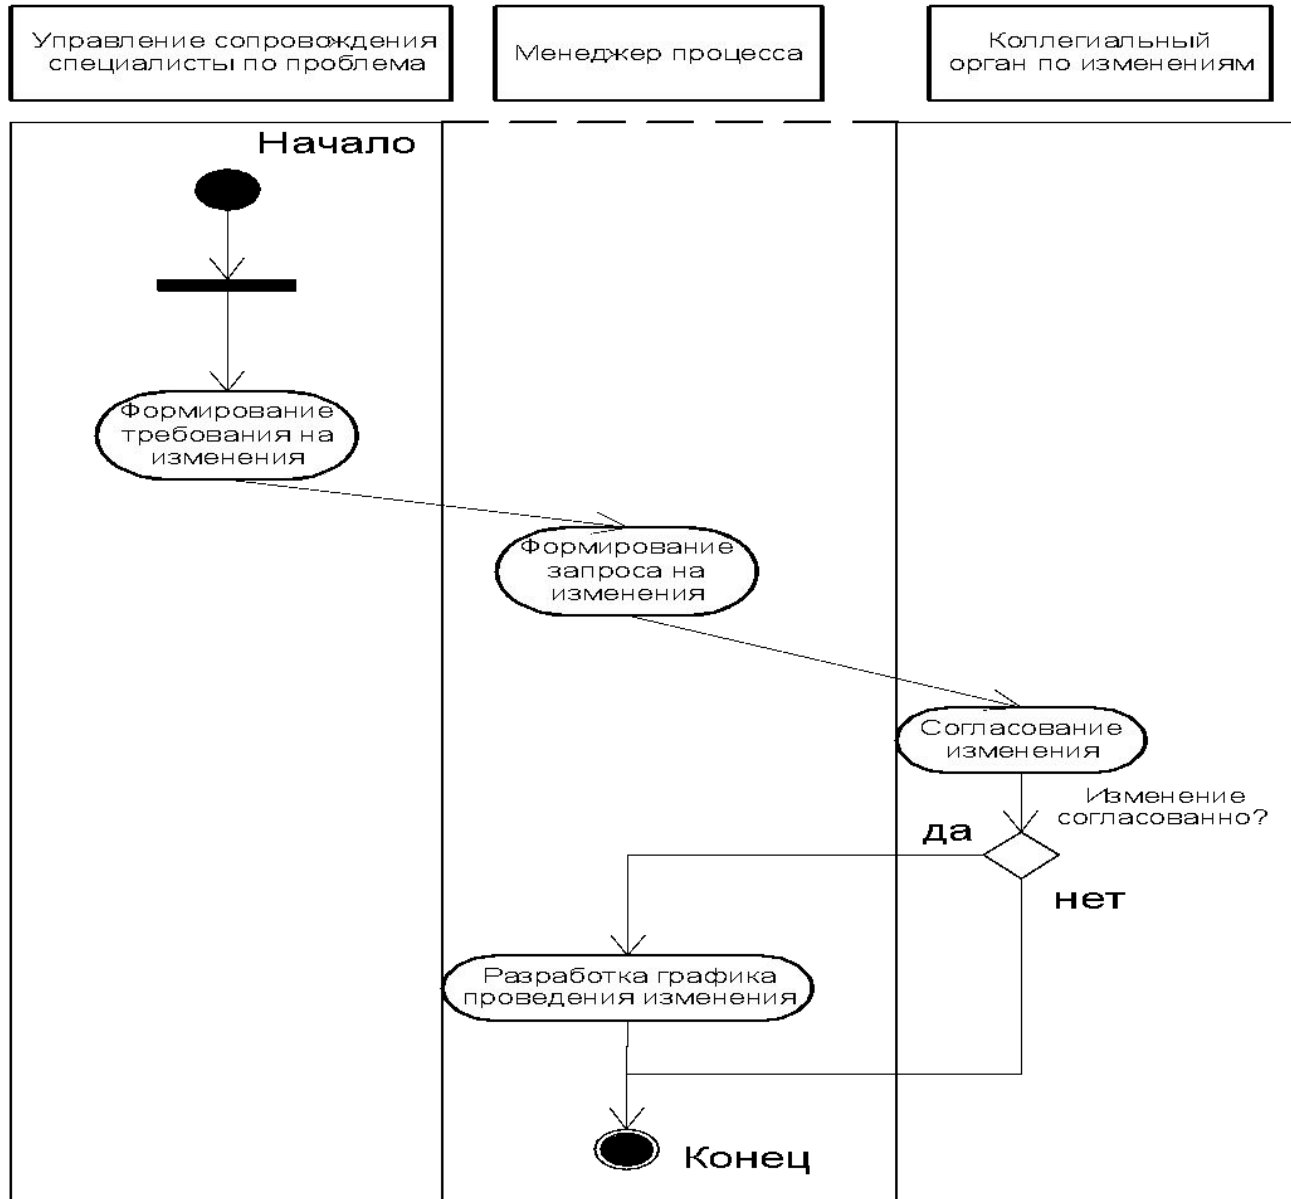 Управление сопровождения
специалисты по проблема
Менеджер процесса
Коллегиальный
орган по изменениям
Начало
Формирование
требования на
изменения
Формирование
запроса на
изменения
Согласование
изменения
Изменение
согласованно?
да
нет
Разработка графика
проведения изменения
Конец